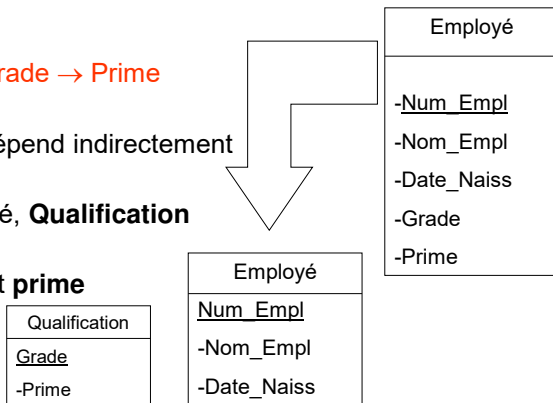 rade → Prime
épend indirectement
é, Qualification
t prime
Employé
-Num_Empl
-Nom_Empl
-Date_Naiss
-Grade
-Prime
Qualification
Grade
-Prime
Employé
Num_Empl
-Nom_Empl
-Date_Naiss